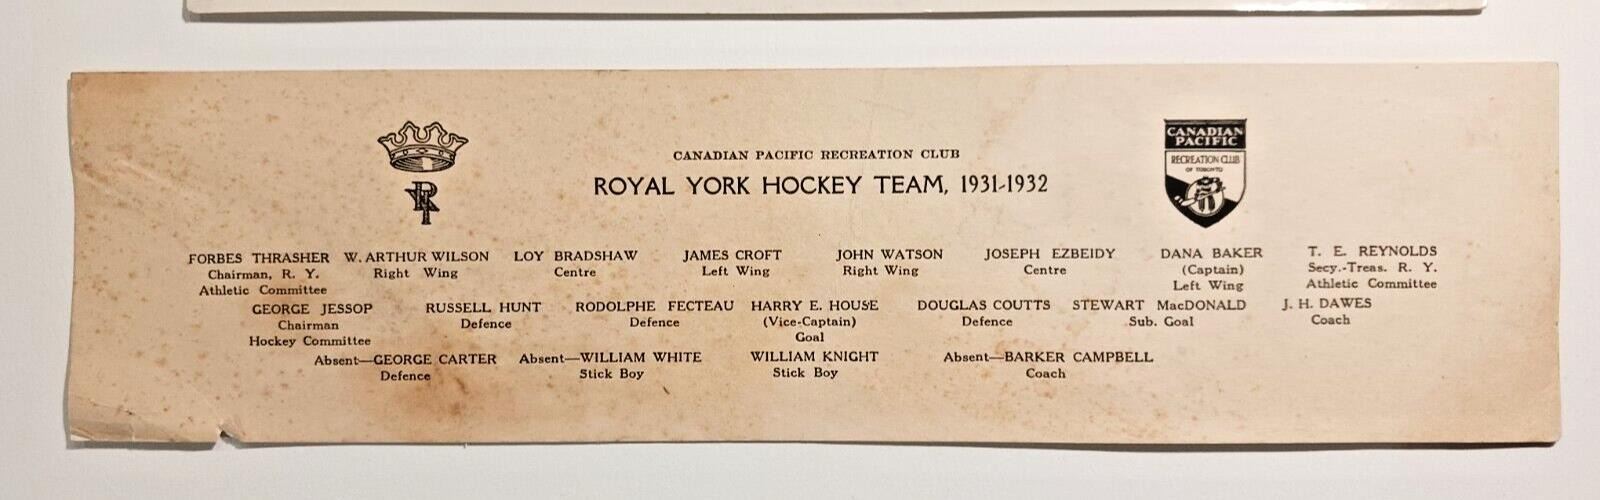 RY
CANADIAN PACIFIC
RECREATION CLUB
OF TORONTO
CANADIAN PACIFIC RECREATION CLUB
ROYAL YORK HOCKEY TEAM, 1931-1932
FORBES THRASHER W. ARTHUR WILSON LOY BRADSHAW JAMES CROFT JOHN WATSON JOSEPH EZBEIDY DANA BAKER T. E. REYNOLDS
Chairman, R. Y. Right Wing Centre Left Wing Right Wing Centre (Captain) Secy.-Treas. R. Y.
Athletic Committee Left Wing Athletic Committee
GEORGE JESSOP RUSSELL HUNT RODOLPHE FECTEAU HARRY E. HOUSE DOUGLAS COUTTS STEWART MacDONALD J. H. DAWES
Chairman Defence Defence (Vice-Captain) Defence Sub. Goal Coach
Hockey Committee Goal
Absent—GEORGE CARTER Absent—WILLIAM WHITE WILLIAM KNIGHT Absent—BARKER CAMPBELL
Defence Stick Boy Stick Boy Coach